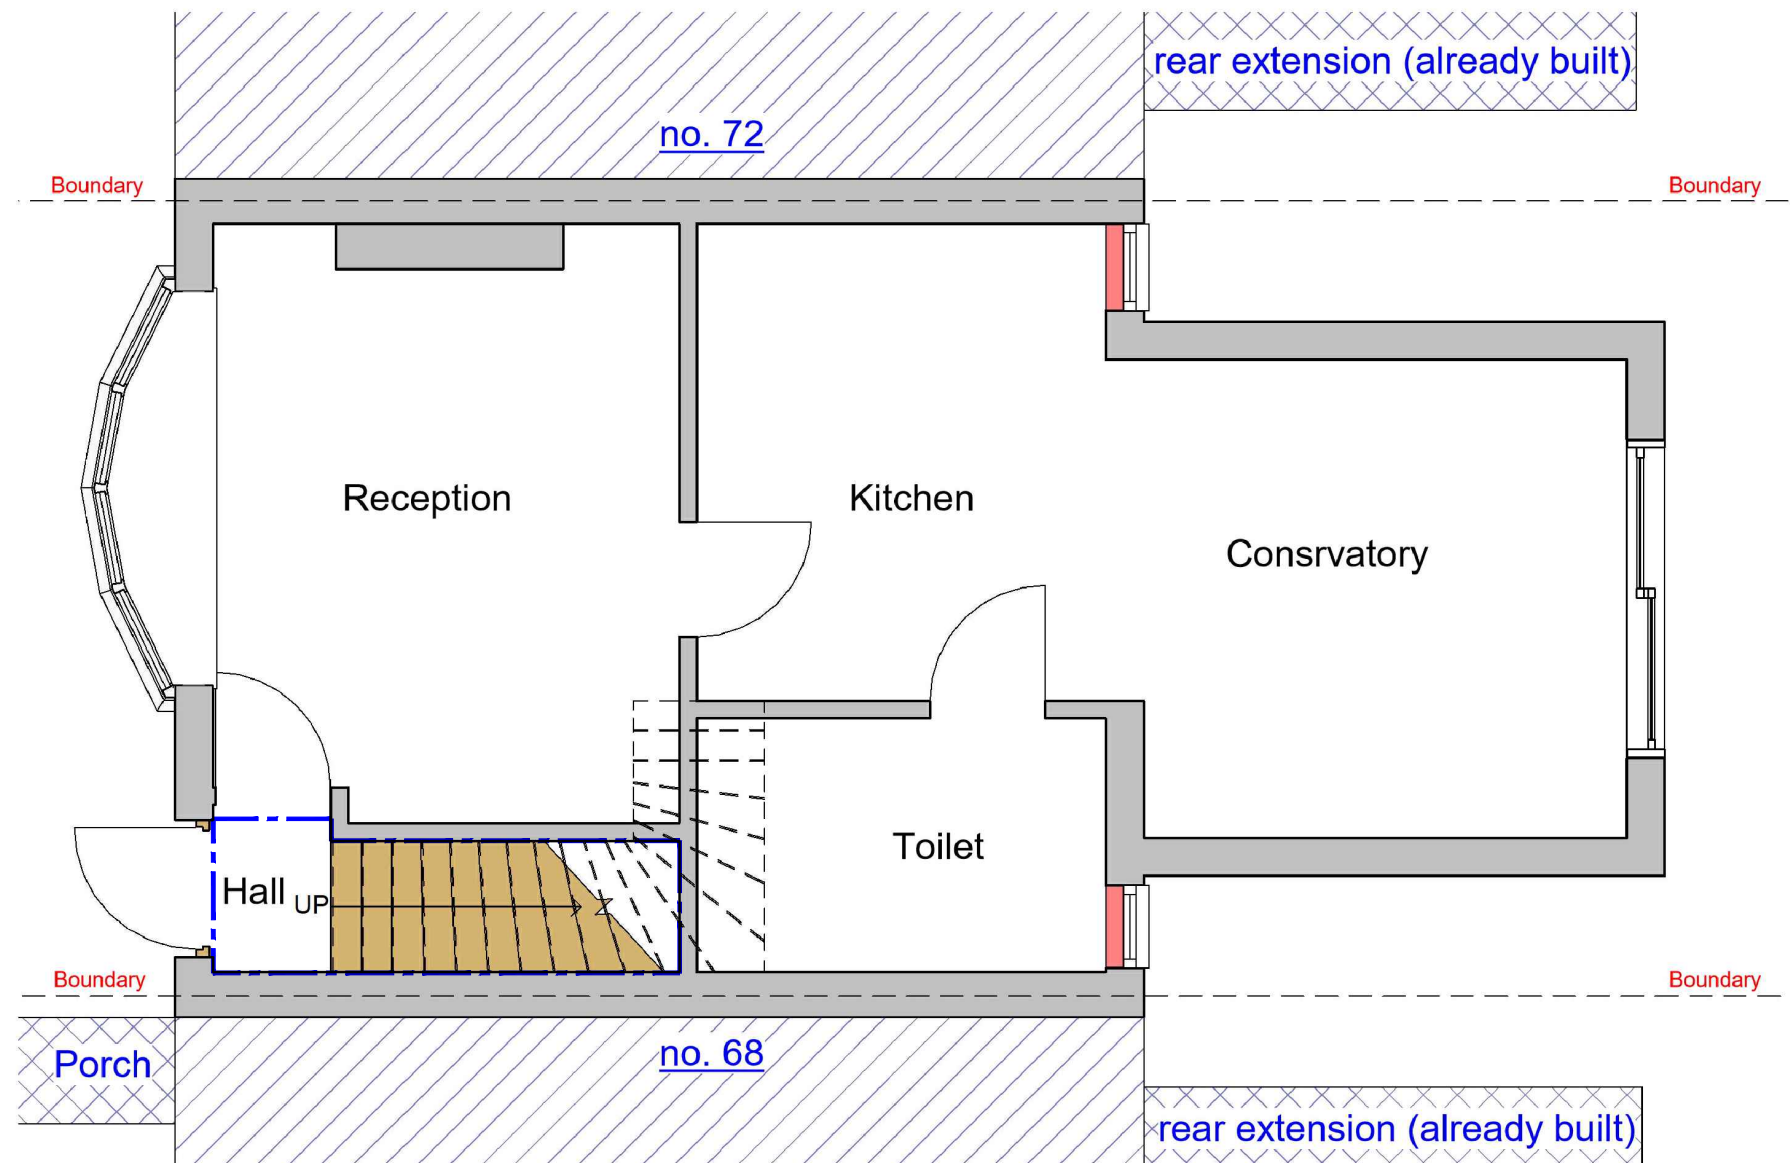 rear extension (already built)
no. 72
Boundary
Boundary
Reception
Kitchen
Consrvatory
Toilet
Hall
UP
Boundary
Boundary
Porch
no. 68
rear extension (already built)